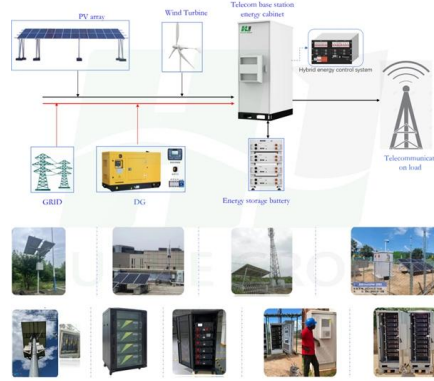 Wind Turbine
Telecom base station
energy cabinet
PV array
Hybrid energy control system
Telecommunicati
on load
GRID
DG
Energy storage battery